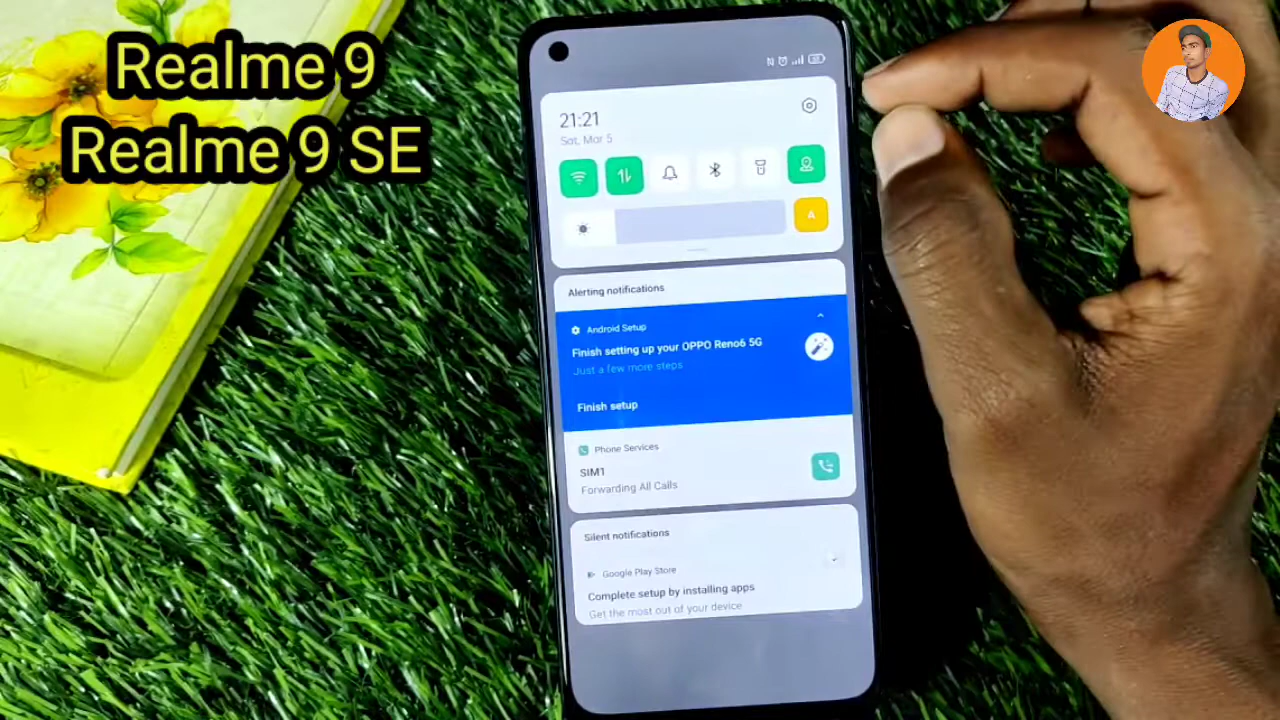 Realme 9
Realme 9 SE
21:21
Sat, Mar 5
A
Alerting notifications
Android Setup
Finish setting up your OPPO Reno6 5G
Just a few more steps
Finish setup
Phone Services
SIM1
Forwarding All Calls
Silent notifications
Google Play Store
Complete setup by installing apps
Get the most out of your device